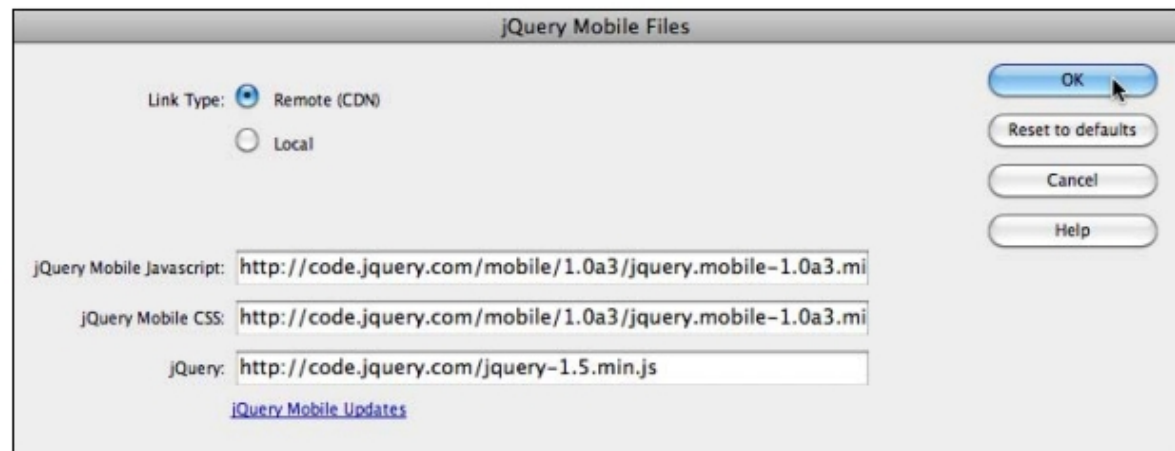 jQuery Mobile Files
Link Type: Remote (CDN)
Local
OK
Reset to defaults
Cancel
Help
jQuery Mobile Javascript: http://code.jquery.com/mobile/1.0a3/jquery.mobile-1.0a3.mi
jQuery Mobile CSS: http://code.jquery.com/mobile/1.0a3/jquery.mobile-1.0a3.mi
jQuery: http://code.jquery.com/jquery-1.5.min.js
jQuery Mobile Updates